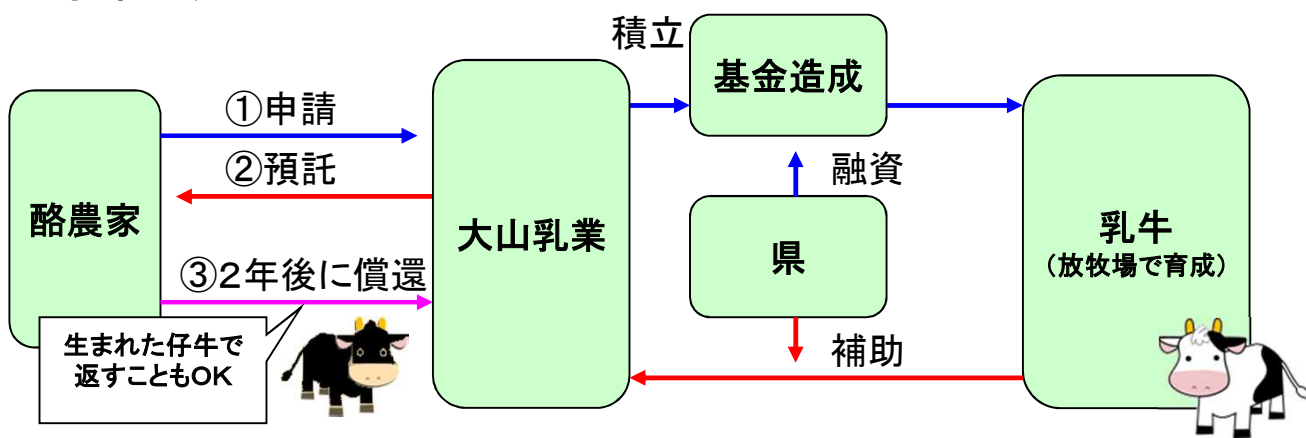 積立
基金造成
①申請
②預託
融資
酪農家
大山乳業
県
乳牛
(放牧場で育成)
③2年後に償還
生まれた仔牛で
返すこともOK
補助